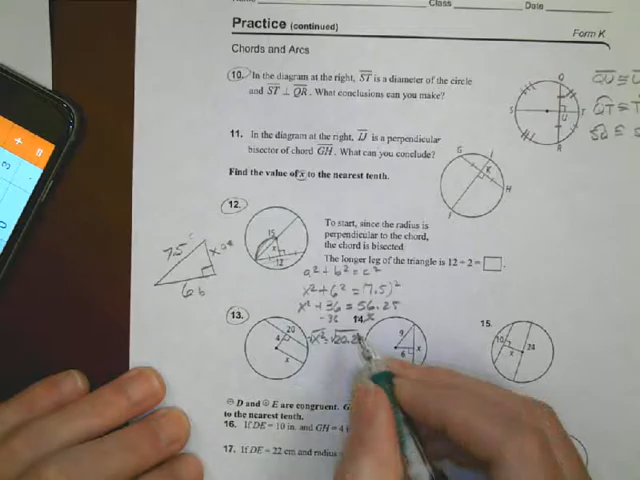 Class Date
Practice (continued)
Form K
Chords and Arcs
10. In the diagram at the right, ST is a diameter of the circle
and ST ⊥ QR. What conclusions can you make?
Q
S
T
U
R
QU ≅
QT ≅
SQ ≅
11. In the diagram at the right, IJ is a perpendicular
bisector of chord GH. What can you conclude?
G
K
H
Find the value of x to the nearest tenth.
12.
15
x
12
To start, since the radius is
perpendicular to the chord,
the chord is bisected
The longer leg of the triangle is 12 ÷ 2 =
7.5 c
x a
6 b
a² + b² = c²
x² + 6² = (7.5)²
x² + 36 = 56.25
-36
13.
20
4
x
√x² = √20.2
14.
9
6
x
15.
10
x
24
⊙ D and ⊙ E are congruent.
to the nearest tenth.
16. If DE = 10 in. and GH = 4
17. If DE = 22 cm and radius